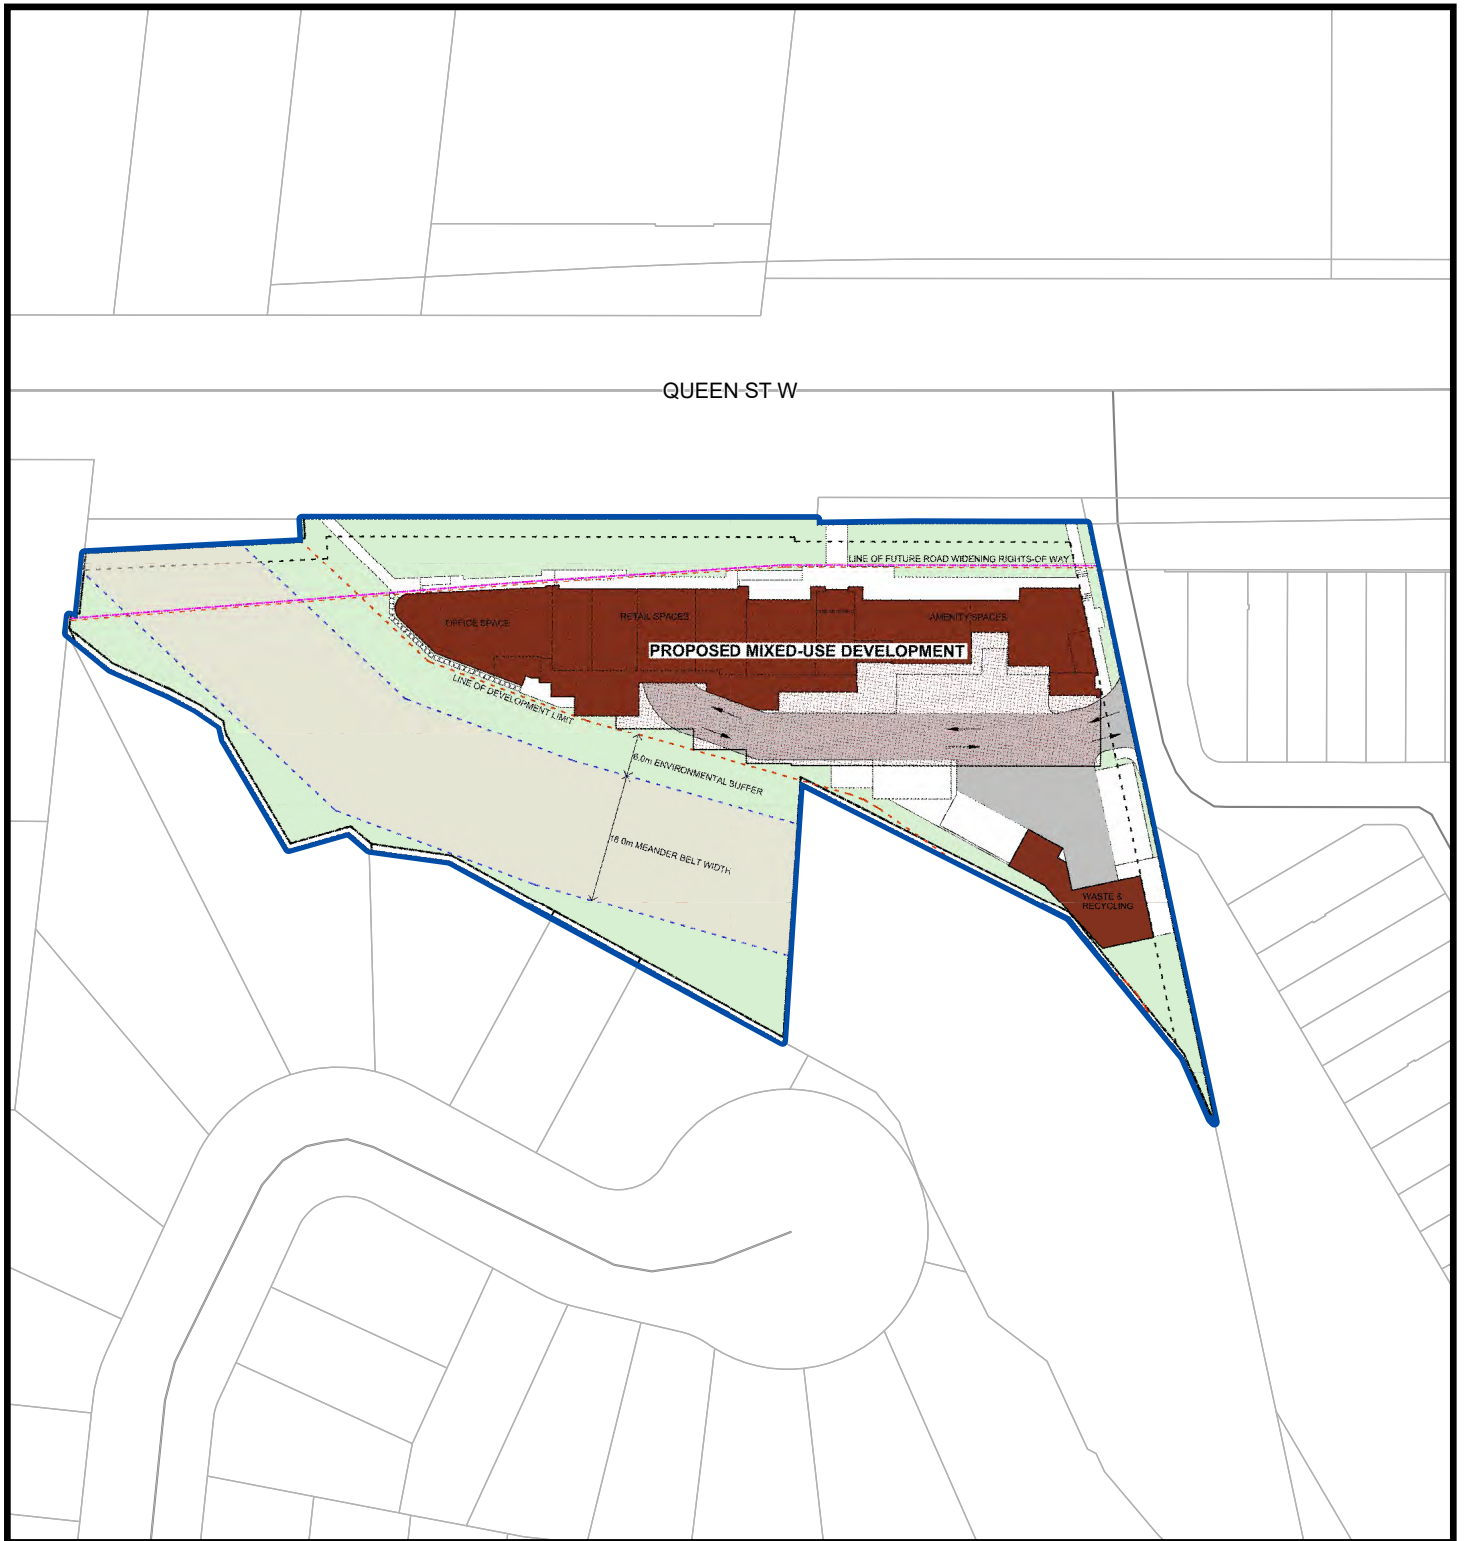 QUEEN ST W
LINE OF FUTURE ROAD WIDENING RIGHTS-OF WAY
OFFICE SPACE
RETAIL SPACES
AMENITY SPACES
PROPOSED MIXED-USE DEVELOPMENT
LINE OF DEVELOPMENT LIMIT
6.0m ENVIRONMENTAL BUFFER
18.0m MEANDER BELT WIDTH
WASTE &
RECYCLING